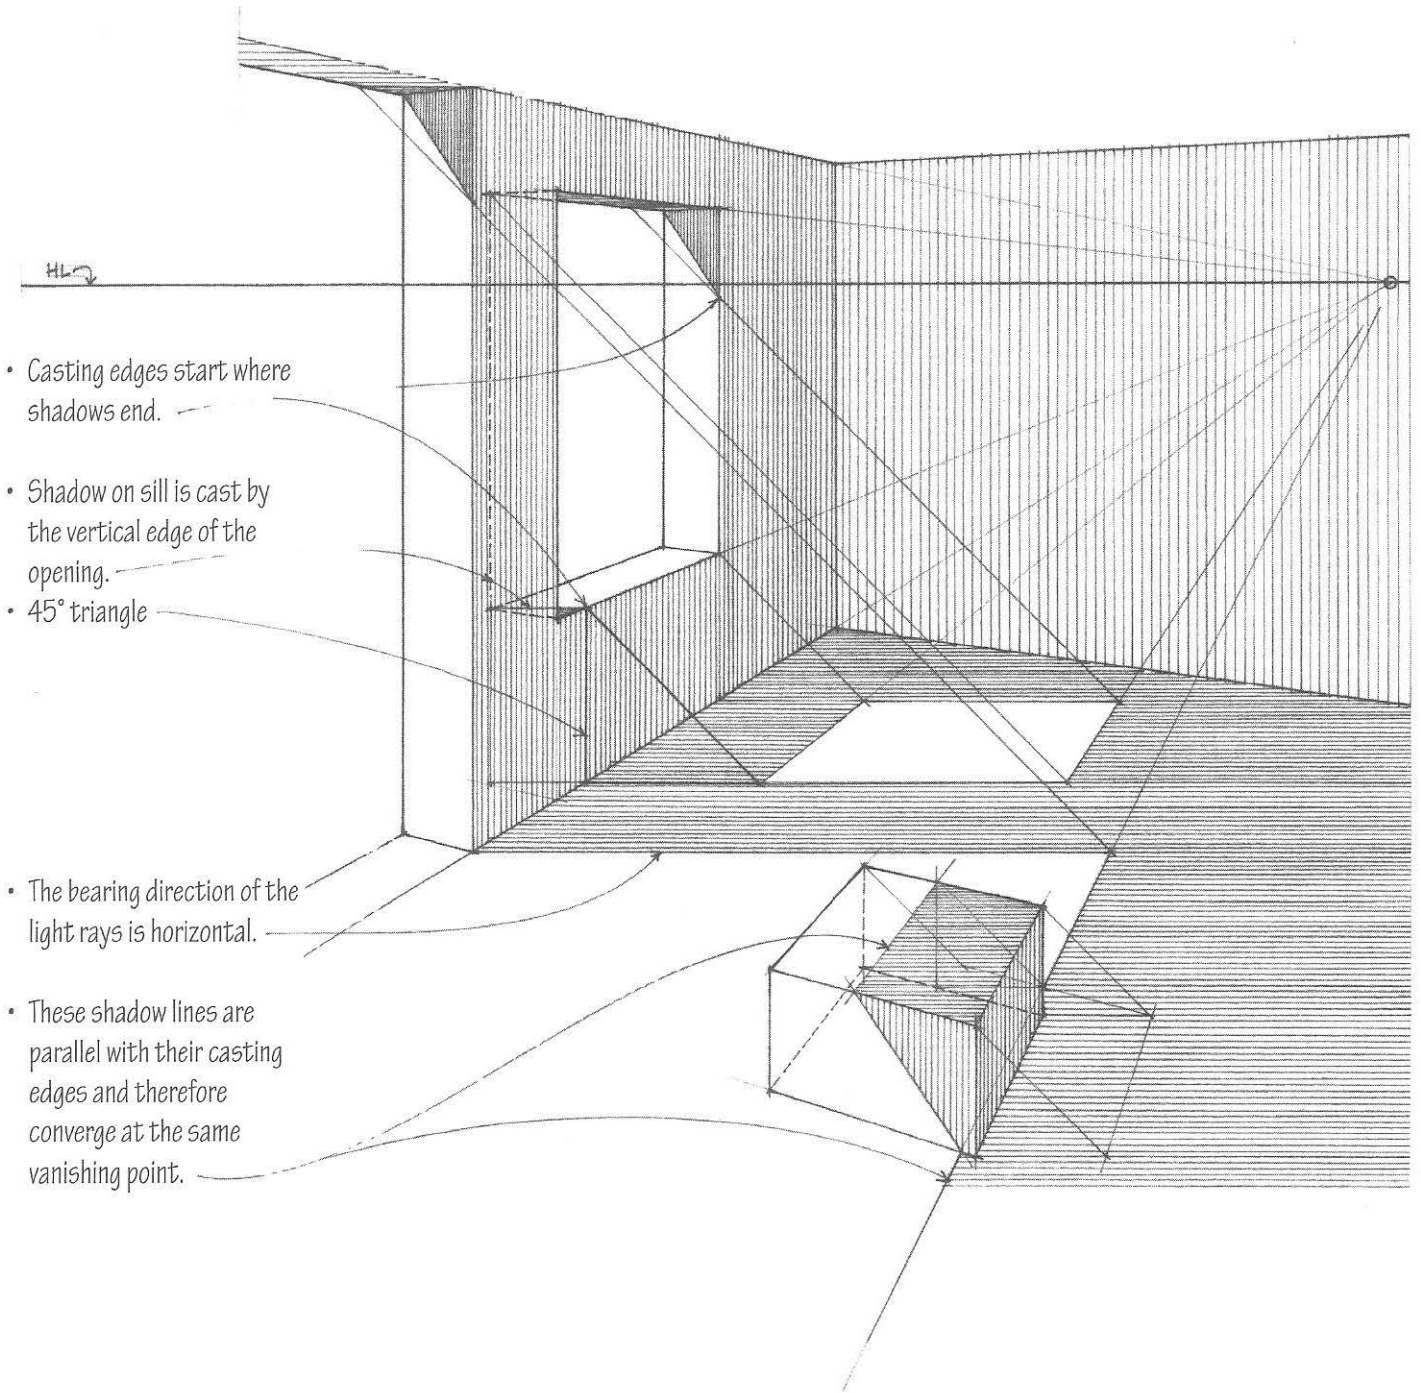 HL
• Casting edges start where
shadows end.
• Shadow on sill is cast by
the vertical edge of the
opening.
• 45° triangle
• The bearing direction of the
light rays is horizontal.
• These shadow lines are
parallel with their casting
edges and therefore
converge at the same
vanishing point.